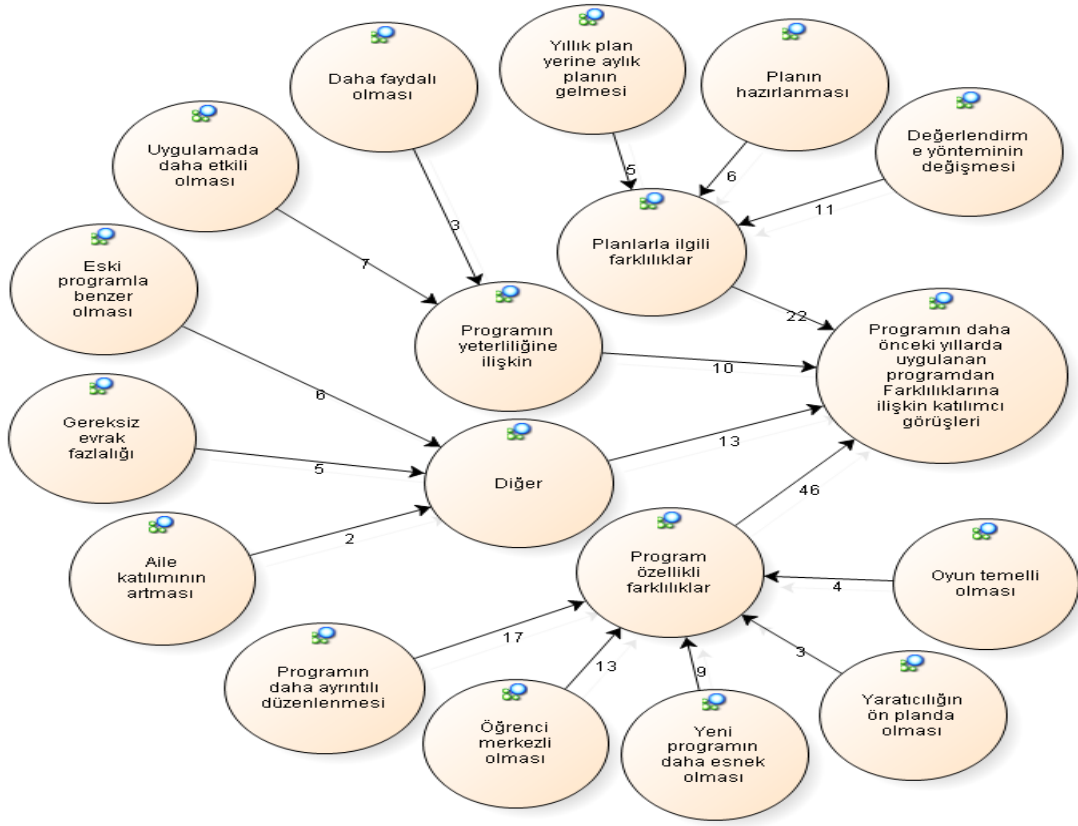 Yıllık plan
yerine aylık
planın
gelmesi
Daha faydalı
olması
Planın
hazırlanması
Değerlendirm
e yönteminin
değişmesi
Uygulamada
daha etkili
olması
5
6
11
3
Planlarla ilgili
farklılıklar
7
Eski
programla
benzer
olması
22
Programın
yeterliliğine
ilişkin
10
Programın daha
önceki yıllarda
uygulanan
programdan
Farklılıklarına
ilişkin katılımcı
görüşleri
6
Gereksiz
evrak
fazlalığı
13
5
Diğer
46
2
Aile
katılımının
artması
Program
özellikli
farklılıklar
4
Oyun temelli
olması
17
13
9
3
Programın
daha ayrıntılı
düzenlenmesi
Öğrenci
merkezli
olması
Yeni
programın
daha esnek
olması
Yaratıcılığın
ön planda
olması